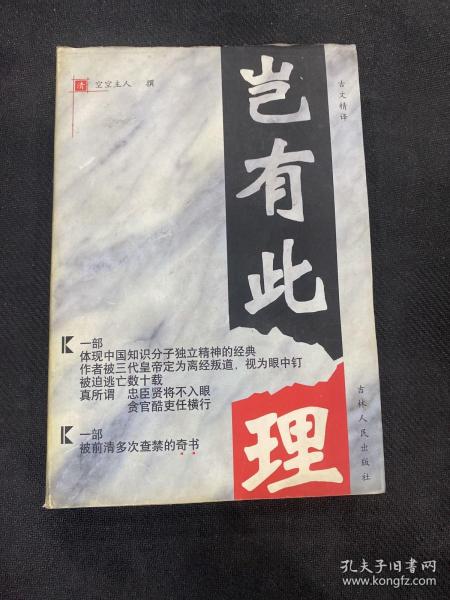 清 空空主人 撰
古文精译
岂有此理
一部
体现中国知识分子独立精神的经典
作者被三代皇帝定为离经叛道，视为眼中钉
被迫逃亡数十载
真所谓 忠臣贤将不入眼
贪官酷吏任横行
一部
被前清多次查禁的奇书
吉林人民出版社
孔夫子旧书网
www.kongfz.com